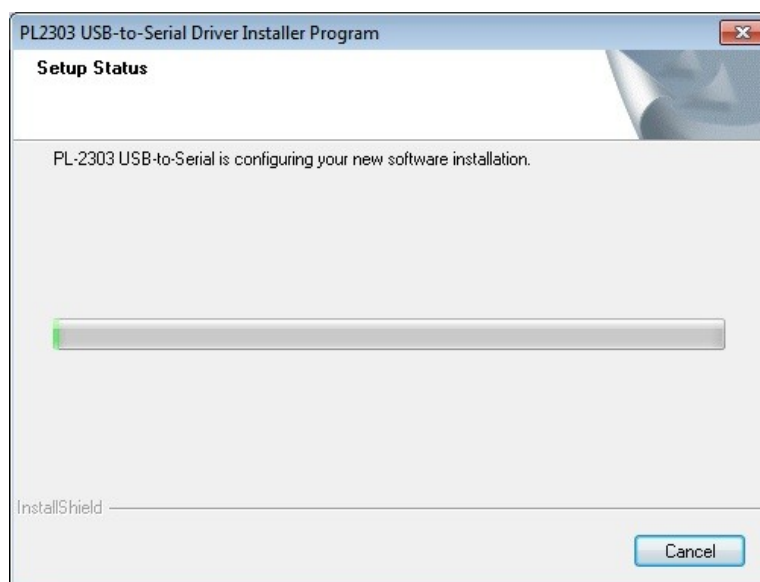 PL2303 USB-to-Serial Driver Installer Program
Setup Status
PL-2303 USB-to-Serial is configuring your new software installation.
InstallShield
Cancel